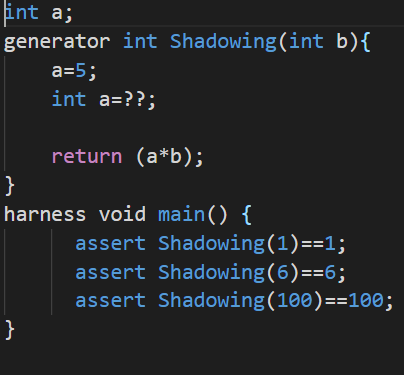 int a;
generator int Shadowing(int b){
    a=5;
    int a=??;

    return (a*b);
}
harness void main() {
      assert Shadowing(1)==1;
      assert Shadowing(6)==6;
      assert Shadowing(100)==100;
}